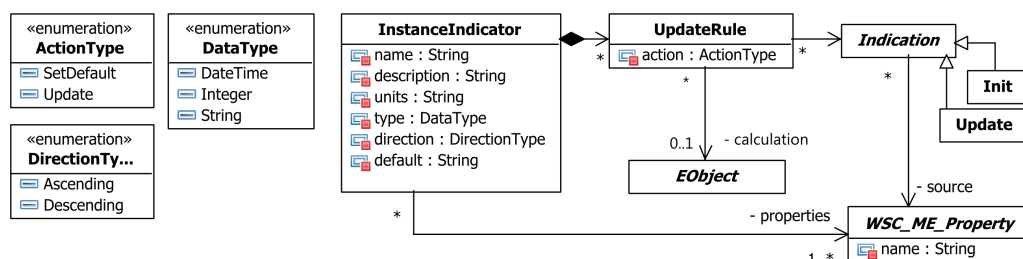 «enumeration»
ActionType
SetDefault
Update
«enumeration»
DataType
DateTime
Integer
String
«enumeration»
DirectionTy...
Ascending
Descending
InstanceIndicator
name : String
description : String
units : String
type : DataType
direction : DirectionType
default : String
*
UpdateRule
action : ActionType
*
*
Indication
*
Init
Update
*
0..1
- calculation
EObject
- source
*
- properties
1..*
WSC_ME_Property
name : String